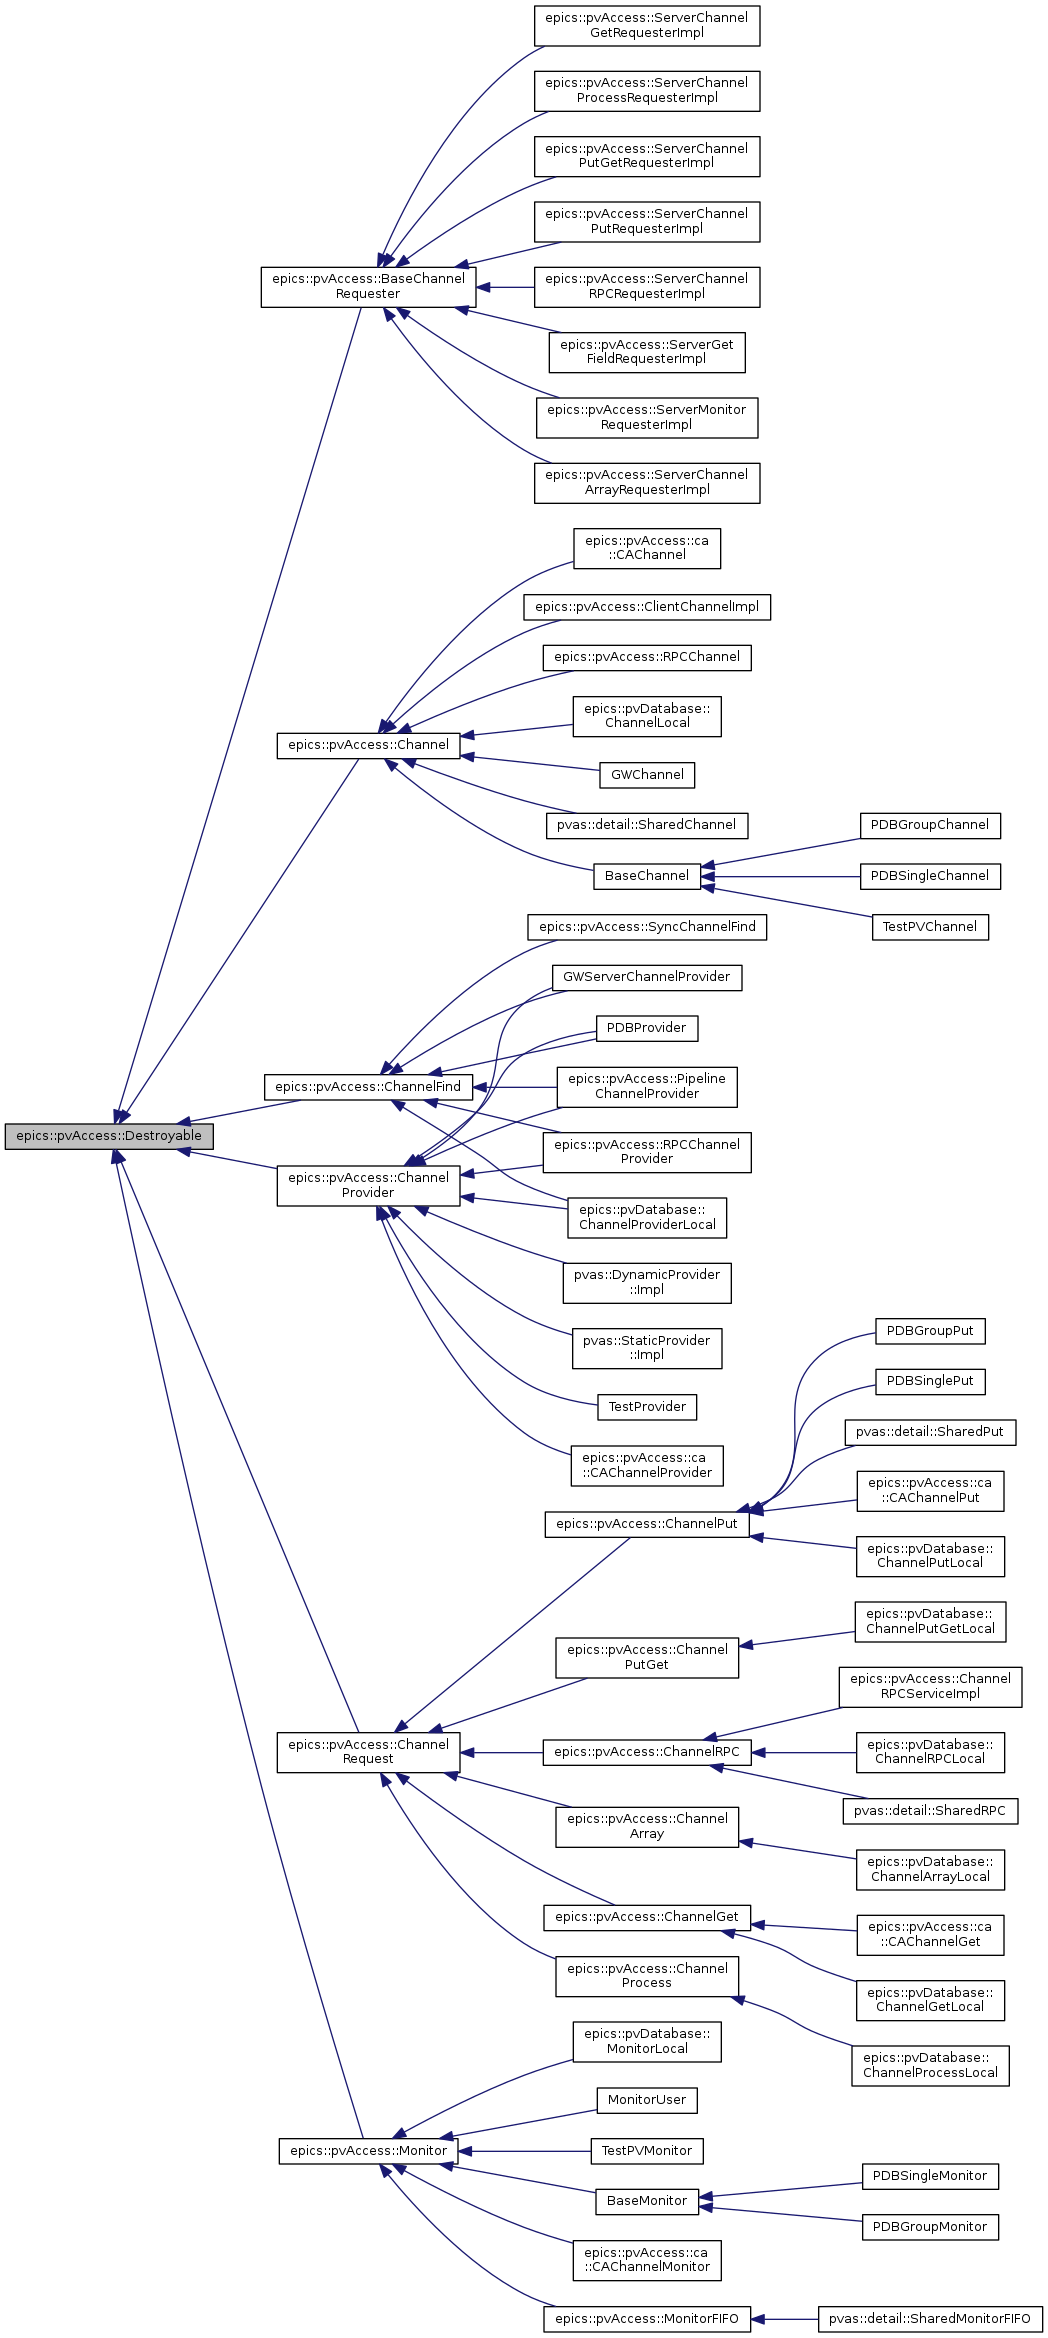 epics::pvAccess::ServerChannel
GetRequesterImpl
epics::pvAccess::ServerChannel
ProcessRequesterImpl
epics::pvAccess::ServerChannel
PutGetRequesterImpl
epics::pvAccess::ServerChannel
PutRequesterImpl
epics::pvAccess::BaseChannel
Requester
epics::pvAccess::ServerChannel
RPCRequesterImpl
epics::pvAccess::ServerGet
FieldRequesterImpl
epics::pvAccess::ServerMonitor
RequesterImpl
epics::pvAccess::ServerChannel
ArrayRequesterImpl
epics::pvAccess::ca
::CAChannel
epics::pvAccess::ClientChannelImpl
epics::pvAccess::RPCChannel
epics::pvDatabase::
ChannelLocal
epics::pvAccess::Channel
GWChannel
pvas::detail::SharedChannel
PDBGroupChannel
BaseChannel
PDBSingleChannel
TestPVChannel
epics::pvAccess::SyncChannelFind
GWServerChannelProvider
PDBProvider
epics::pvAccess::ChannelFind
epics::pvAccess::Pipeline
ChannelProvider
epics::pvAccess::Destroyable
epics::pvAccess::RPCChannel
Provider
epics::pvAccess::Channel
Provider
epics::pvDatabase::
ChannelProviderLocal
pvas::DynamicProvider
::Impl
pvas::StaticProvider
::Impl
TestProvider
epics::pvAccess::ca
::CAChannelProvider
PDBGroupPut
PDBSinglePut
pvas::detail::SharedPut
epics::pvAccess::ca
::CAChannelPut
epics::pvAccess::ChannelPut
epics::pvDatabase::
ChannelPutLocal
epics::pvDatabase::
ChannelPutGetLocal
epics::pvAccess::Channel
PutGet
epics::pvAccess::Channel
RPCServiceImpl
epics::pvAccess::Channel
Request
epics::pvAccess::ChannelRPC
epics::pvDatabase::
ChannelRPCLocal
pvas::detail::SharedRPC
epics::pvAccess::Channel
Array
epics::pvDatabase::
ChannelArrayLocal
epics::pvAccess::ChannelGet
epics::pvAccess::ca
::CAChannelGet
epics::pvAccess::Channel
Process
epics::pvDatabase::
ChannelGetLocal
epics::pvDatabase::
ChannelProcessLocal
epics::pvDatabase::
MonitorLocal
MonitorUser
epics::pvAccess::Monitor
TestPVMonitor
PDBSingleMonitor
BaseMonitor
PDBGroupMonitor
epics::pvAccess::ca
::CAChannelMonitor
epics::pvAccess::MonitorFIFO
pvas::detail::SharedMonitorFIFO